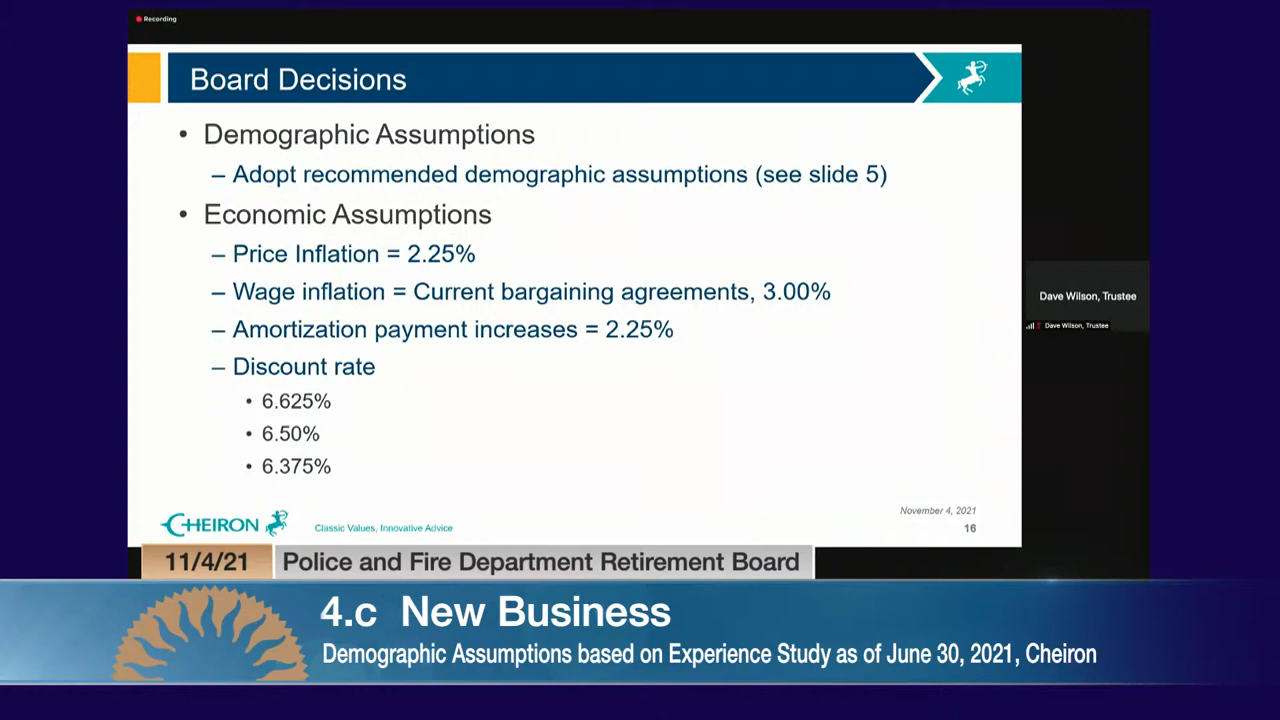 Recording
Board Decisions
• Demographic Assumptions
– Adopt recommended demographic assumptions (see slide 5)
• Economic Assumptions
– Price Inflation = 2.25%
– Wage inflation = Current bargaining agreements, 3.00%
– Amortization payment increases = 2.25%
– Discount rate
• 6.625%
• 6.50%
• 6.375%
Dave Wilson, Trustee
Dave Wilson, Trustee
November 4, 2021
CHEIRON
Classic Values, Innovative Advice
16
11/4/21
Police and Fire Department Retirement Board
4.c New Business
Demographic Assumptions based on Experience Study as of June 30, 2021, Cheiron